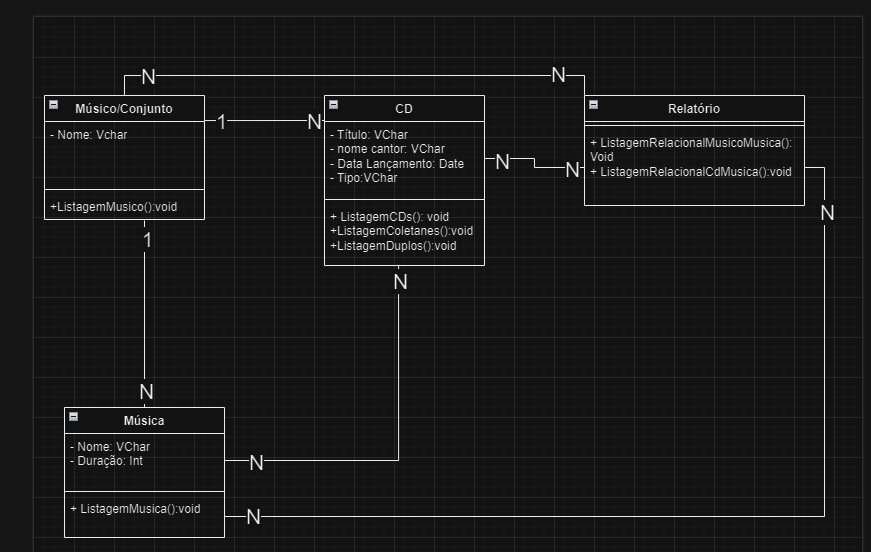 N
N
Músico/Conjunto
- Nome: Vchar
+ListagemMusico():void
1
N
CD
- Título: VChar
- nome cantor: VChar
- Data Lançamento: Date
- Tipo:VChar
+ ListagemCDs(): void
+ListagemColetanes():void
+ListagemDuplos():void
N
N
Relatório
+ ListagemRelacionalMusicoMusica():
Void
+ ListagemRelacionalCdMusica():void
N
1
N
N
Música
- Nome: VChar
- Duração: Int
+ ListagemMusica():void
N
N